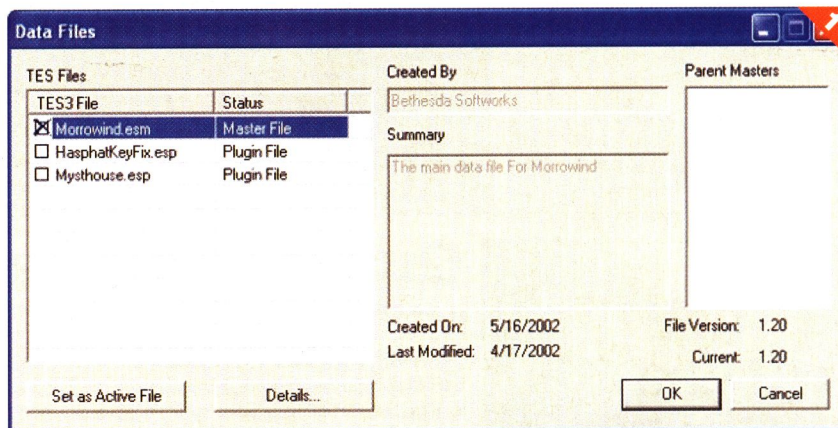 Data Files
TES Files
TES3 File Status
Morrowind.esm Master File
HasphatKeyFix.esp Plugin File
Mysthouse.esp Plugin File
Set as Active File
Details...
Created By
Bethesda Softworks
Summary
The main data file For Morrowind
Created On: 5/16/2002
Last Modified: 4/17/2002
Parent Masters
File Version: 1.20
Current: 1.20
OK
Cancel